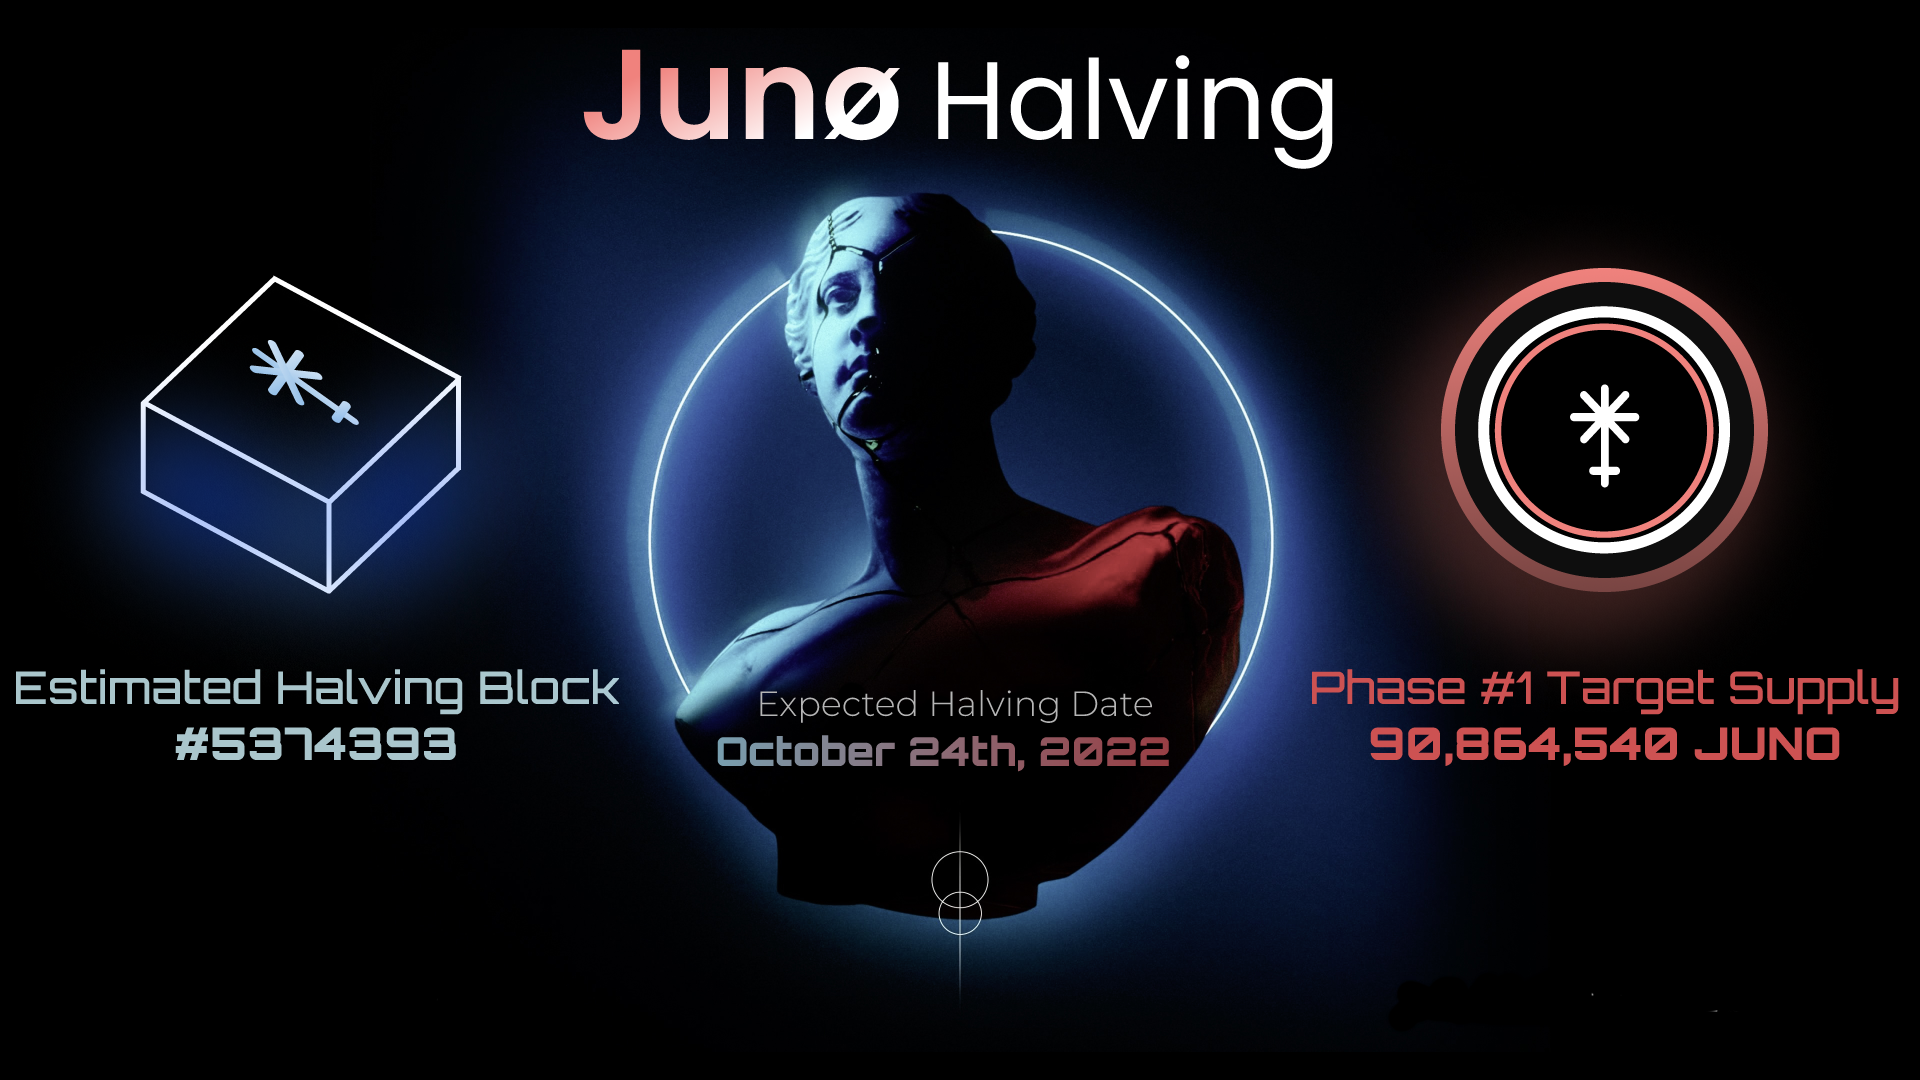 Junø Halving
Estimated Halving Block
#5374393
Expected Halving Date
October 24th, 2022
Phase #1 Target Supply
90,864,540 JUNO